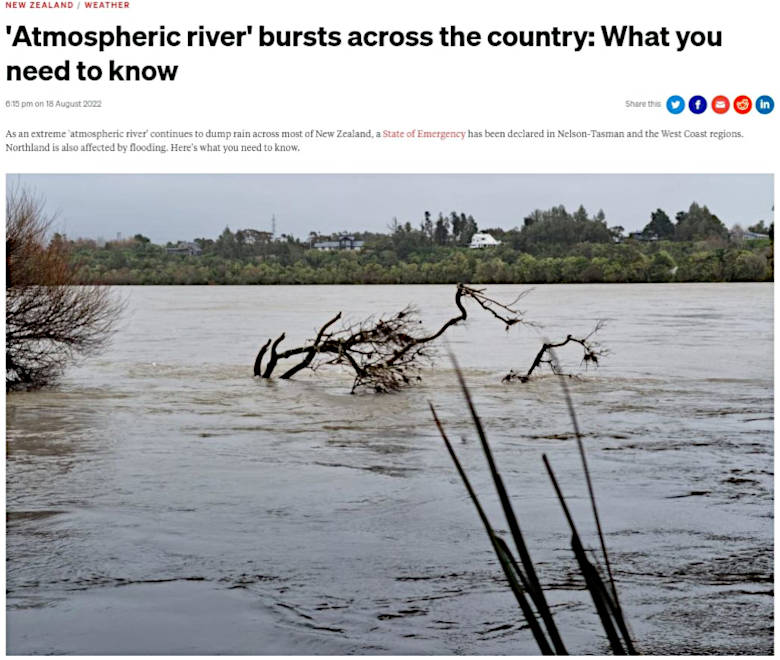 NEW ZEALAND / WEATHER
'Atmospheric river' bursts across the country: What you
need to know
6:15 pm on 18 August 2022
Share this
As an extreme 'atmospheric river' continues to dump rain across most of New Zealand, a State of Emergency has been declared in Nelson-Tasman and the West Coast regions.
Northland is also affected by flooding. Here's what you need to know.